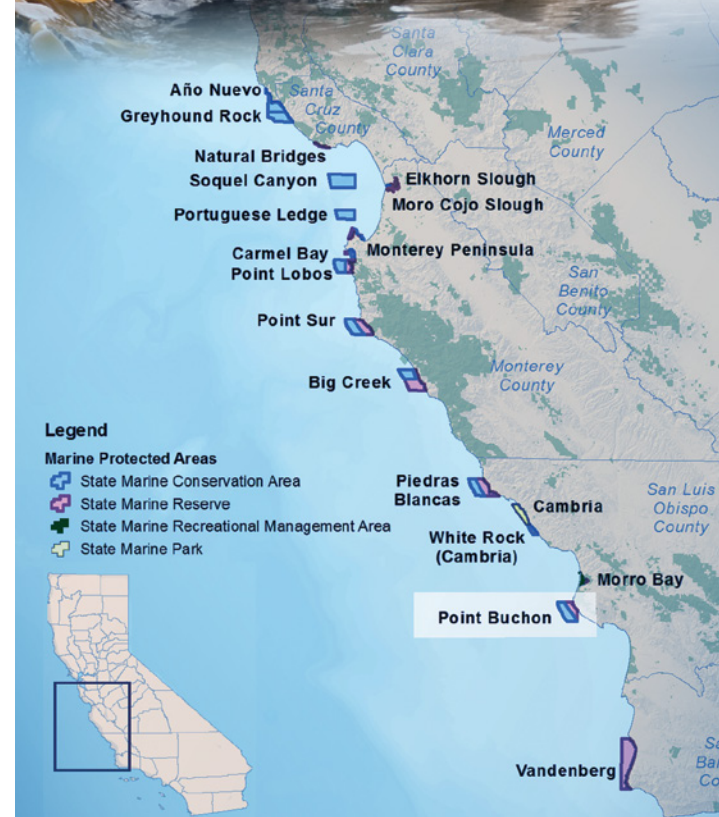 Santa
Clara
County
Año Nuevo
Santa
Cruz
County
Greyhound Rock
Merced
County
Natural Bridges
Soquel Canyon
Elkhorn Slough
Moro Cojo Slough
Portuguese Ledge
Monterey Peninsula
Carmel Bay
Point Lobos
San
Benito
County
Point Sur
Monterey
County
Big Creek
Legend
Marine Protected Areas
State Marine Conservation Area
State Marine Reserve
State Marine Recreational Management Area
State Marine Park
Piedras
Blancas
San Luis
Obispo
County
Cambria
White Rock
(Cambria)
Morro Bay
Point Buchon
Vandenberg